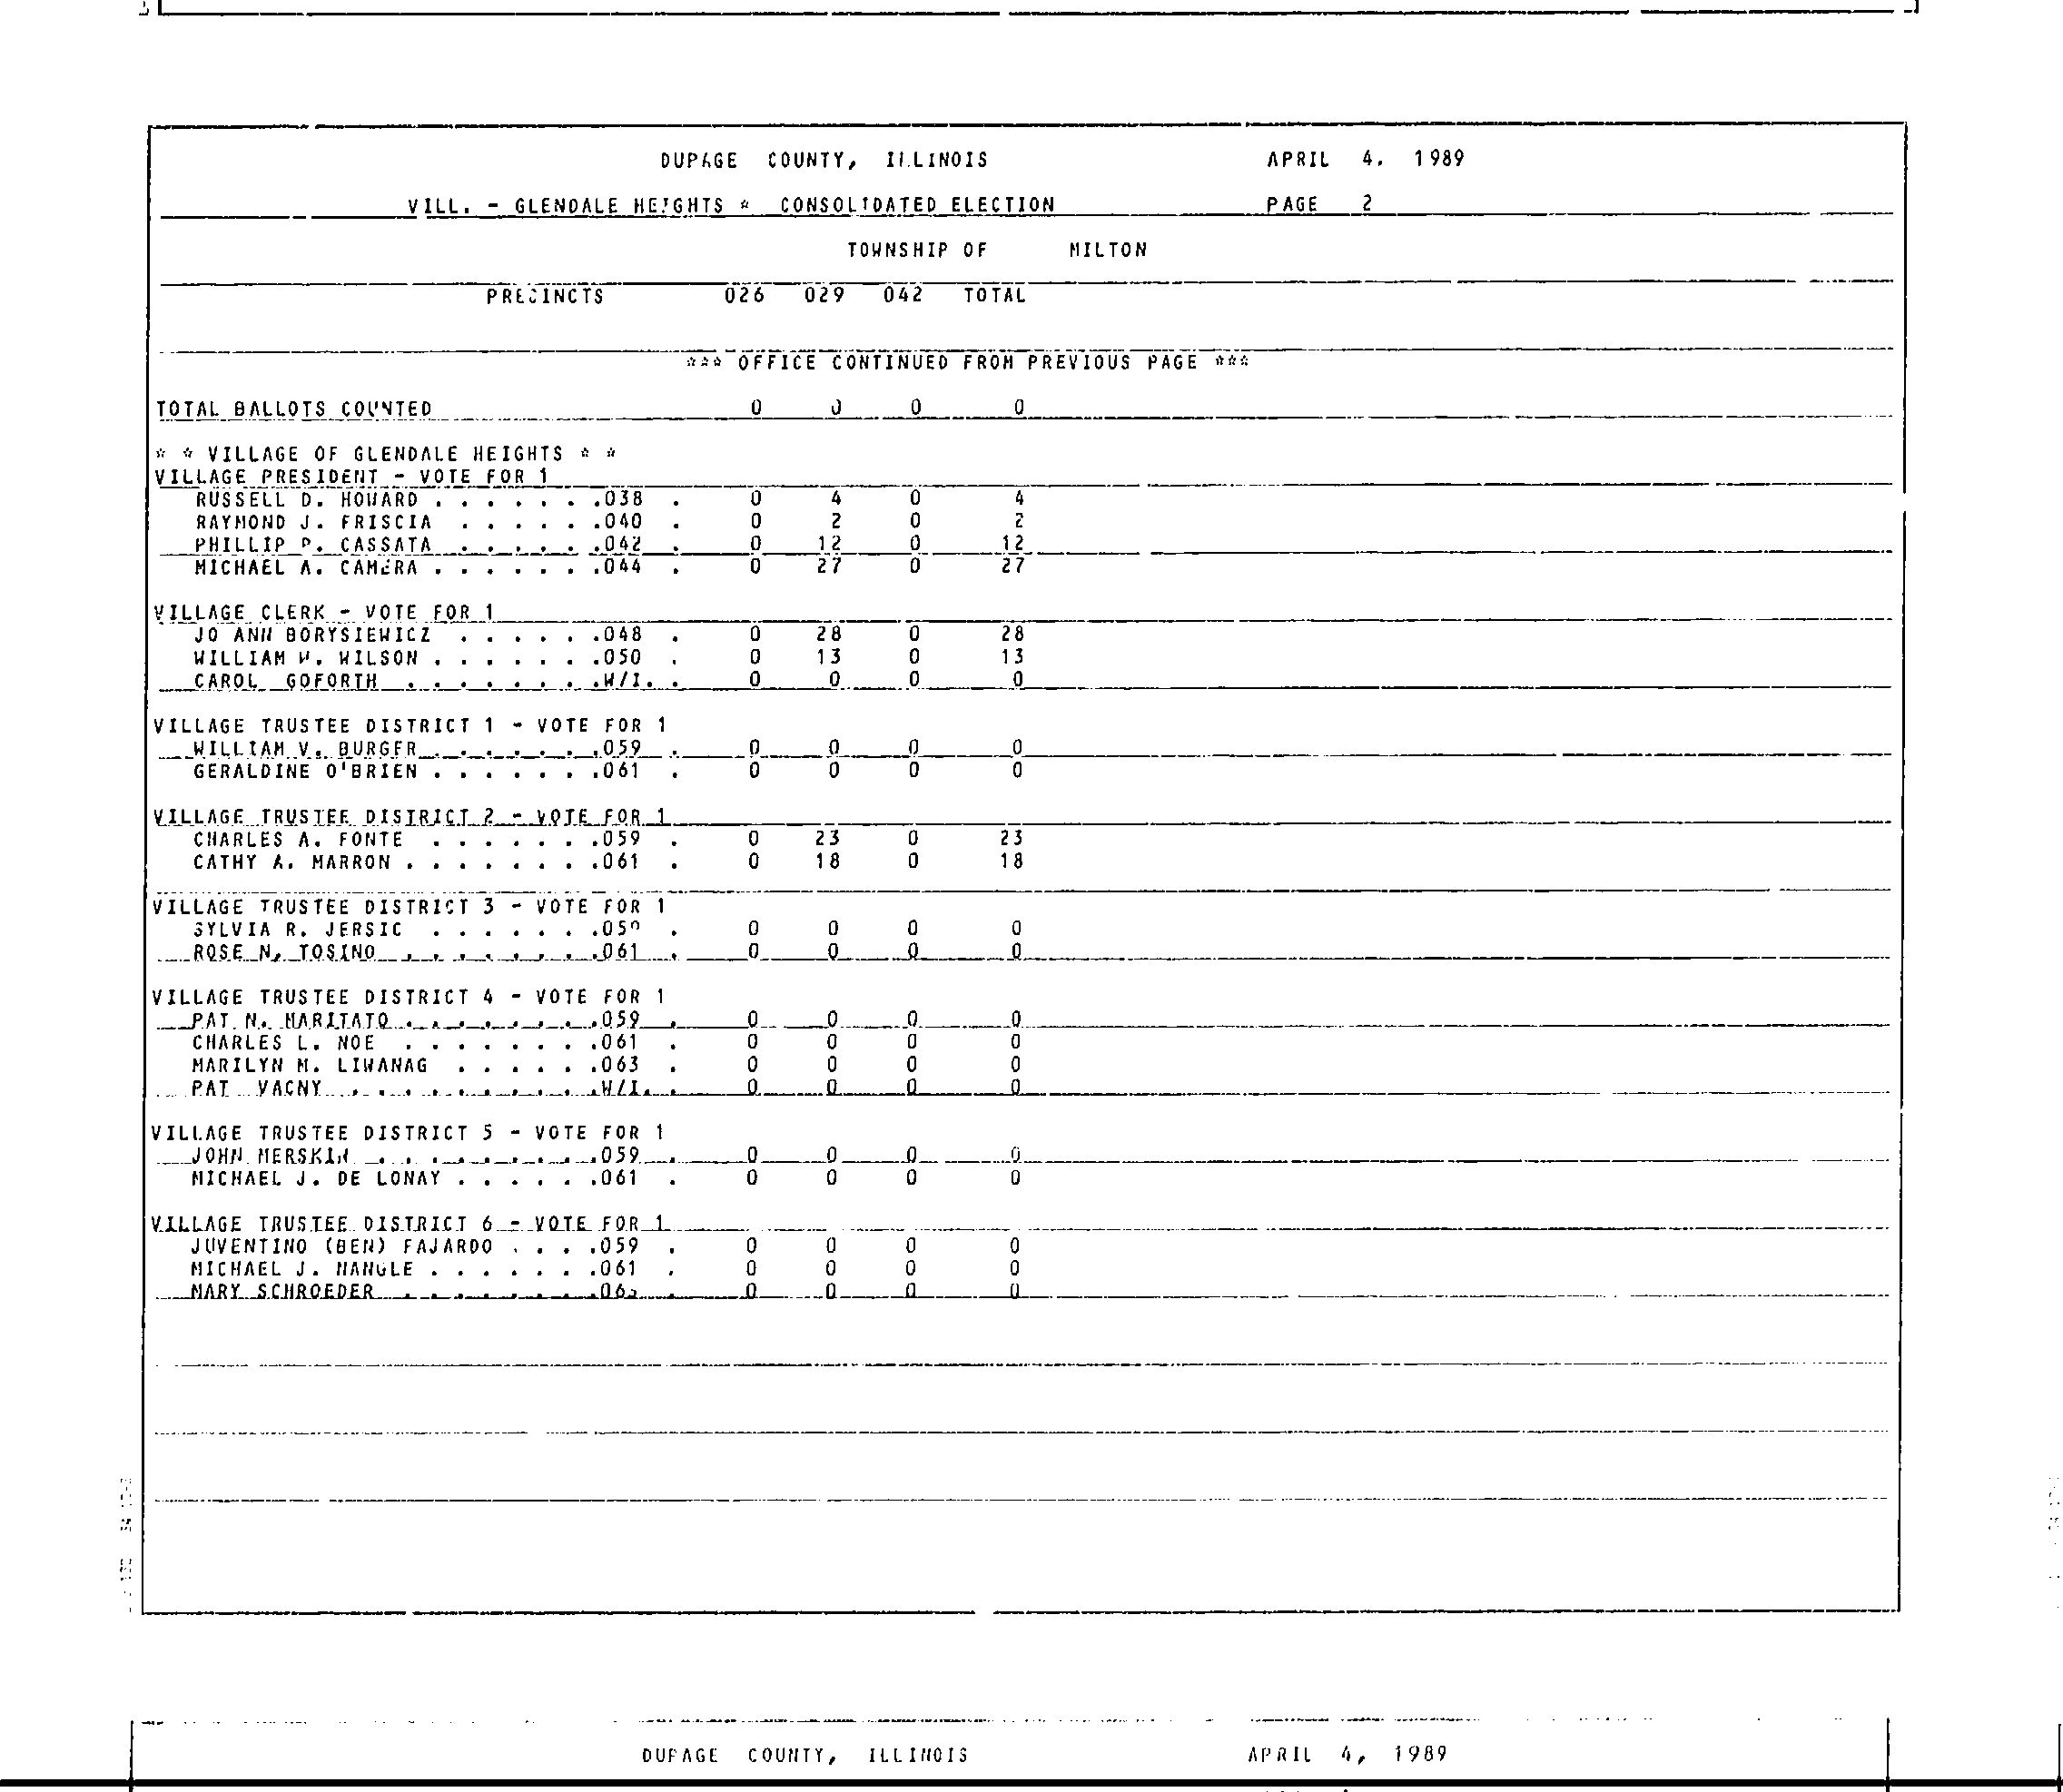 DUPAGE COUNTY, ILLINOIS APRIL 4, 1989
VILL. - GLENDALE HEIGHTS * CONSOLIDATED ELECTION PAGE 2
TOWNSHIP OF MILTON
PRECINCTS 026 029 042 TOTAL
*** OFFICE CONTINUED FROM PREVIOUS PAGE ***
TOTAL BALLOTS COUNTED 0 0 0 0
* * VILLAGE OF GLENDALE HEIGHTS * *
VILLAGE PRESIDENT - VOTE FOR 1
RUSSELL D. HOWARD . . . . . . .038 . 0 4 0 4
RAYMOND J. FRISCIA . . . . . .040 . 0 2 0 2
PHILLIP P. CASSATA . . . . . .042 . 0 12 0 12
MICHAEL A. CAMERA . . . . . . .044 . 0 27 0 27
VILLAGE CLERK - VOTE FOR 1
JO ANN BORYSIEWICZ . . . . . .048 . 0 28 0 28
WILLIAM W. WILSON . . . . . . .050 . 0 13 0 13
CAROL GOFORTH . . . . . . . .W/I. . 0 0 0 0
VILLAGE TRUSTEE DISTRICT 1 - VOTE FOR 1
WILLIAM V. BURGER . . . . . . .059 . 0 0 0 0
GERALDINE O'BRIEN . . . . . . .061 . 0 0 0 0
VILLAGE TRUSTEE DISTRICT 2 - VOTE FOR 1
CHARLES A. FONTE . . . . . . .059 . 0 23 0 23
CATHY A. MARRON . . . . . . . .061 . 0 18 0 18
VILLAGE TRUSTEE DISTRICT 3 - VOTE FOR 1
SYLVIA R. JERSIC . . . . . . .059 . 0 0 0 0
ROSE N. TOSINO . . . . . . . .061 . 0 0 0 0
VILLAGE TRUSTEE DISTRICT 4 - VOTE FOR 1
PAT N. MARITATO . . . . . . . .059 . 0 0 0 0
CHARLES L. NOE . . . . . . . .061 . 0 0 0 0
MARILYN M. LIWANAG . . . . . .063 . 0 0 0 0
PAT VACNY . . . . . . . . . .W/I. . 0 0 0 0
VILLAGE TRUSTEE DISTRICT 5 - VOTE FOR 1
JOHN MERSKIN . . . . . . . . .059 . 0 0 0 0
MICHAEL J. DE LONAY . . . . . .061 . 0 0 0 0
VILLAGE TRUSTEE DISTRICT 6 - VOTE FOR 1
JUVENTINO (BEN) FAJARDO . . . .059 . 0 0 0 0
MICHAEL J. NANGLE . . . . . . .061 . 0 0 0 0
MARY SCHROEDER . . . . . . . .063 . 0 0 0 0
DUPAGE COUNTY, ILLINOIS APRIL 4, 1989